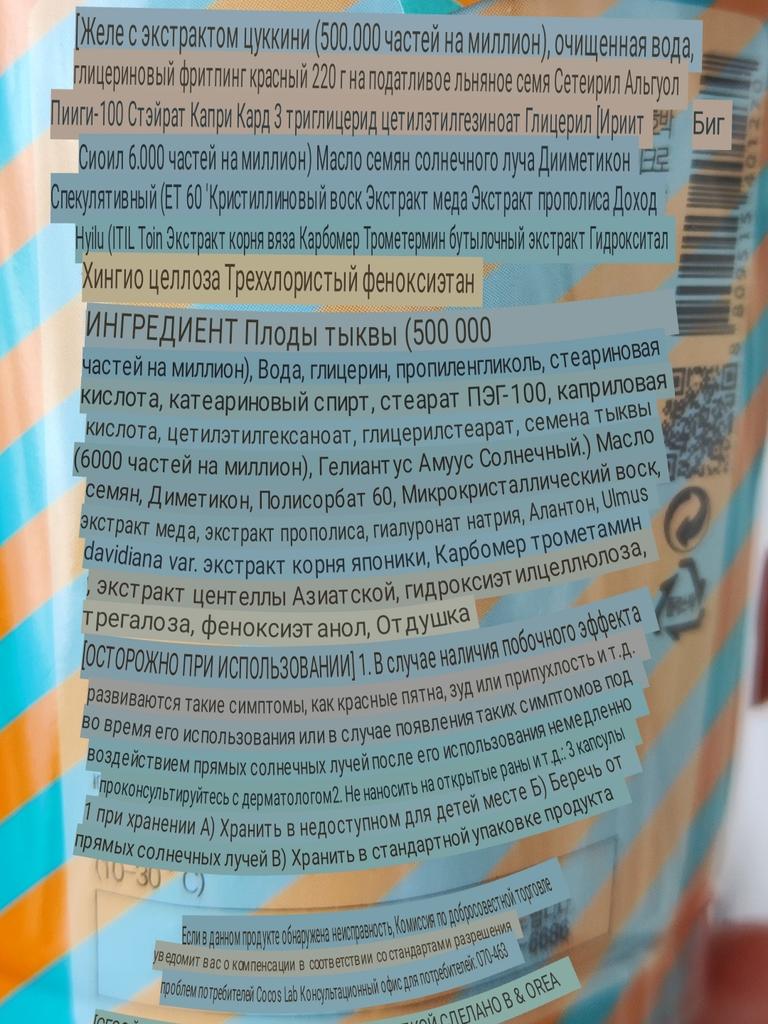 [Желе с экстрактом цуккини (500.000 частей на миллион), очищенная вода,
глицериновый фритпинг красный 220 г на податливое льняное семя Сетеирил Альгуол
Пииги-100 Стэйрат Капри Кард 3 триглицерид цетилэтилгезиноат Глицерил [Ириит Биг
Сиоил 6.000 частей на миллион) Масло семян солнечного луча Дииметикон
Спекулятивный (ET 60 'Кристиллиновый воск Экстракт меда Экстракт прополиса Доход
Hyilu (ITIL Toin Экстракт корня вяза Карбомер Трометермин бутылочный экстракт Гидрокситал
Хингио целлоза Треххлористый феноксиэтан
ИНГРЕДИЕНТ Плоды тыквы (500 000
частей на миллион), Вода, глицерин, пропиленгликоль, стеариновая
кислота, катеариновый спирт, стеарат ПЭГ-100, каприловая
кислота, цетилэтилгексаноат, глицерилстеарат, семена тыквы
(6000 частей на миллион), Гелиантус Амуус Солнечный.) Масло
семян, Диметикон, Полисорбат 60, Микрокристаллический воск,
экстракт меда, экстракт прополиса, гиалуронат натрия, Алантон, Ulmus
davidiana var. экстракт корня японики, Карбомер трометамин
, экстракт центеллы Азиатской, гидроксиэтилцеллюлоза,
трегалоза, феноксиэтанол, Отдушка
[ОСТОРОЖНО ПРИ ИСПОЛЬЗОВАНИИ] 1. В случае наличия побочного эффекта
развиваются такие симптомы, как красные пятна, зуд или припухлость и т.д.
во время его использования или в случае появления таких симптомов под
воздействием прямых солнечных лучей после его использования немедленно
проконсультируйтесь с дерматологом2. Не наносить на открытые раны и т.д.: 3 капсулы
1 при хранении А) Хранить в недоступном для детей месте Б) Беречь от
прямых солнечных лучей В) Хранить в стандартной упаковке продукта
(10-30 °C)
Если в данном продукте обнаружена неисправность, Комиссия по добросовестной торговле
уведомит вас о компенсации в соответствии со стандартами разрешения
проблем потребителей Cocos Lab Консультационный офис для потребителей: 070-463
СДЕЛАНО В & OREA